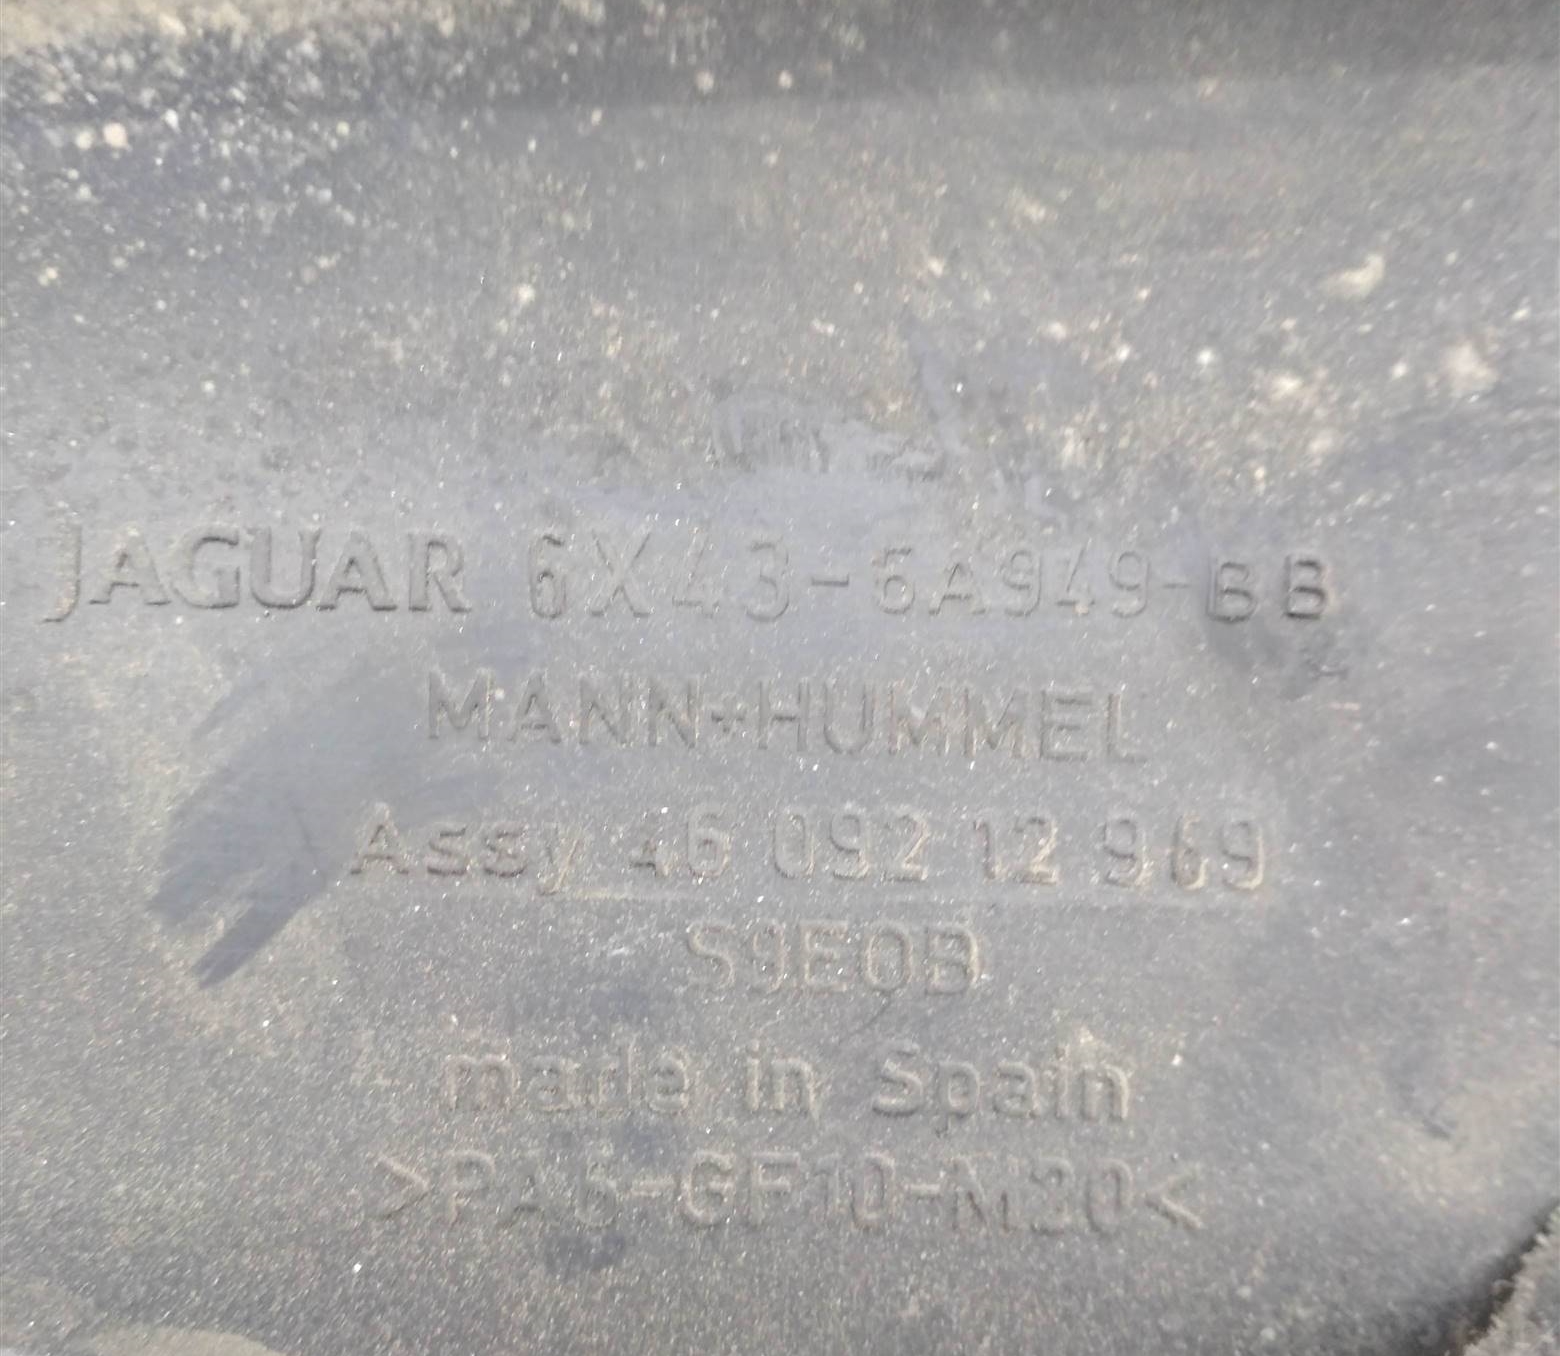 JAGUAR 6X43-6A949-BB
MANN+HUMMEL
Assy 46 092 12 969
S9E0B
made in Spain
>PA6-GF10-M20<